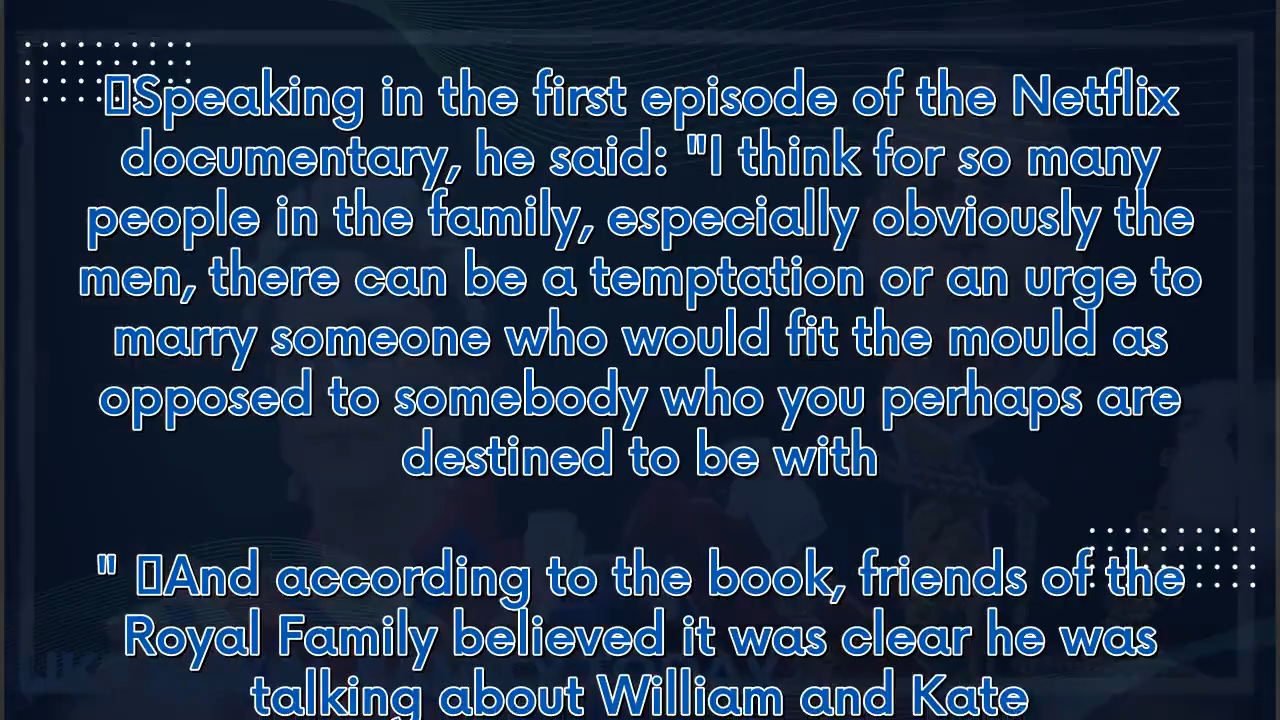 ▯Speaking in the first episode of the Netflix
documentary, he said: "I think for so many
people in the family, especially obviously the
men, there can be a temptation or an urge to
marry someone who would fit the mould as
opposed to somebody who you perhaps are
destined to be with
" ▯And according to the book, friends of the
Royal Family believed it was clear he was
talking about William and Kate